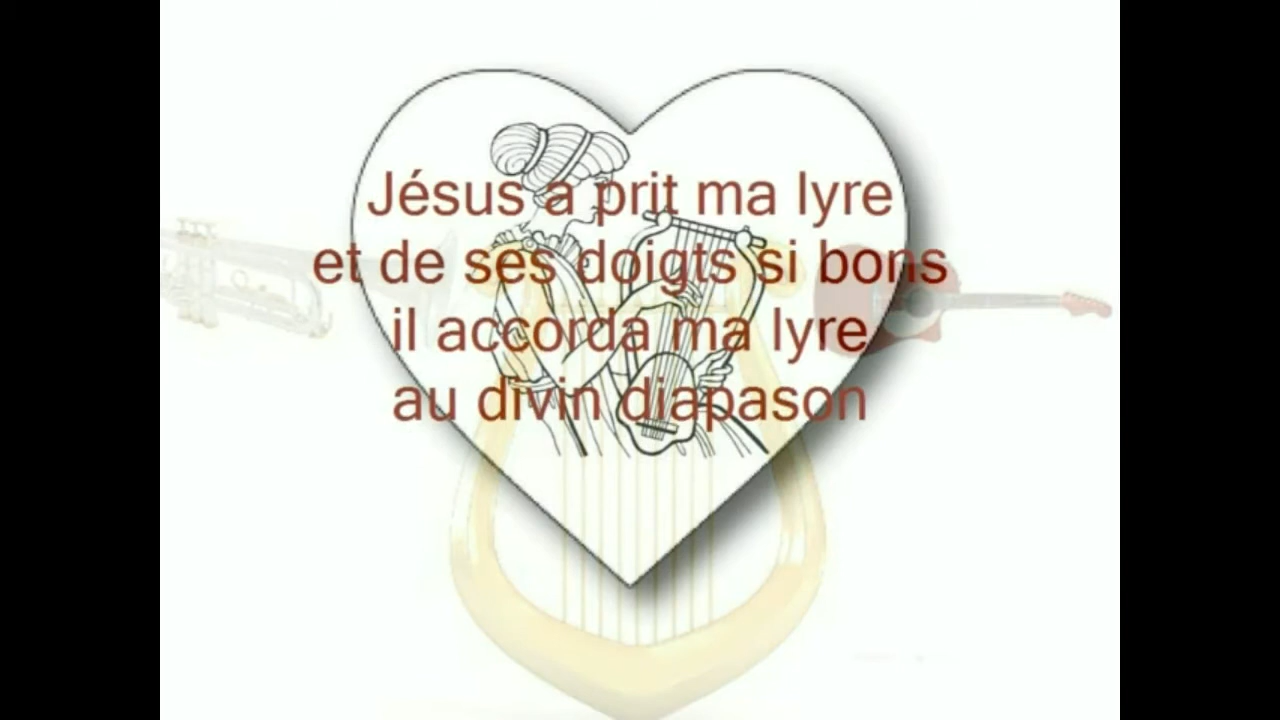 Jésus a prit ma lyre
et de ses doigts si bons
il accorda ma lyre
au divin diapason